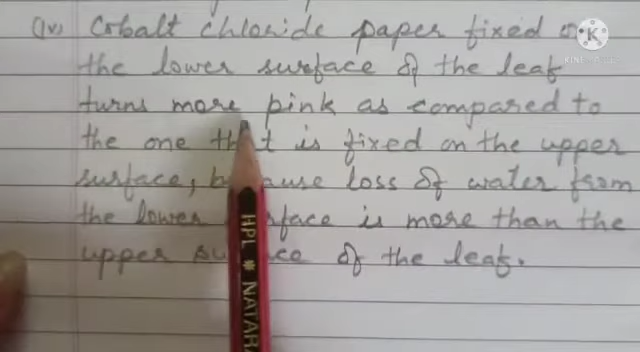 (iv) Cobalt chloride paper fixed on
the lower surface of the leaf
turns more pink as compared to
the one that is fixed on the upper
surface, because loss of water from
the lower surface is more than the
upper surface of the leaf.
K
KINEMASTER
HPL * NATARA